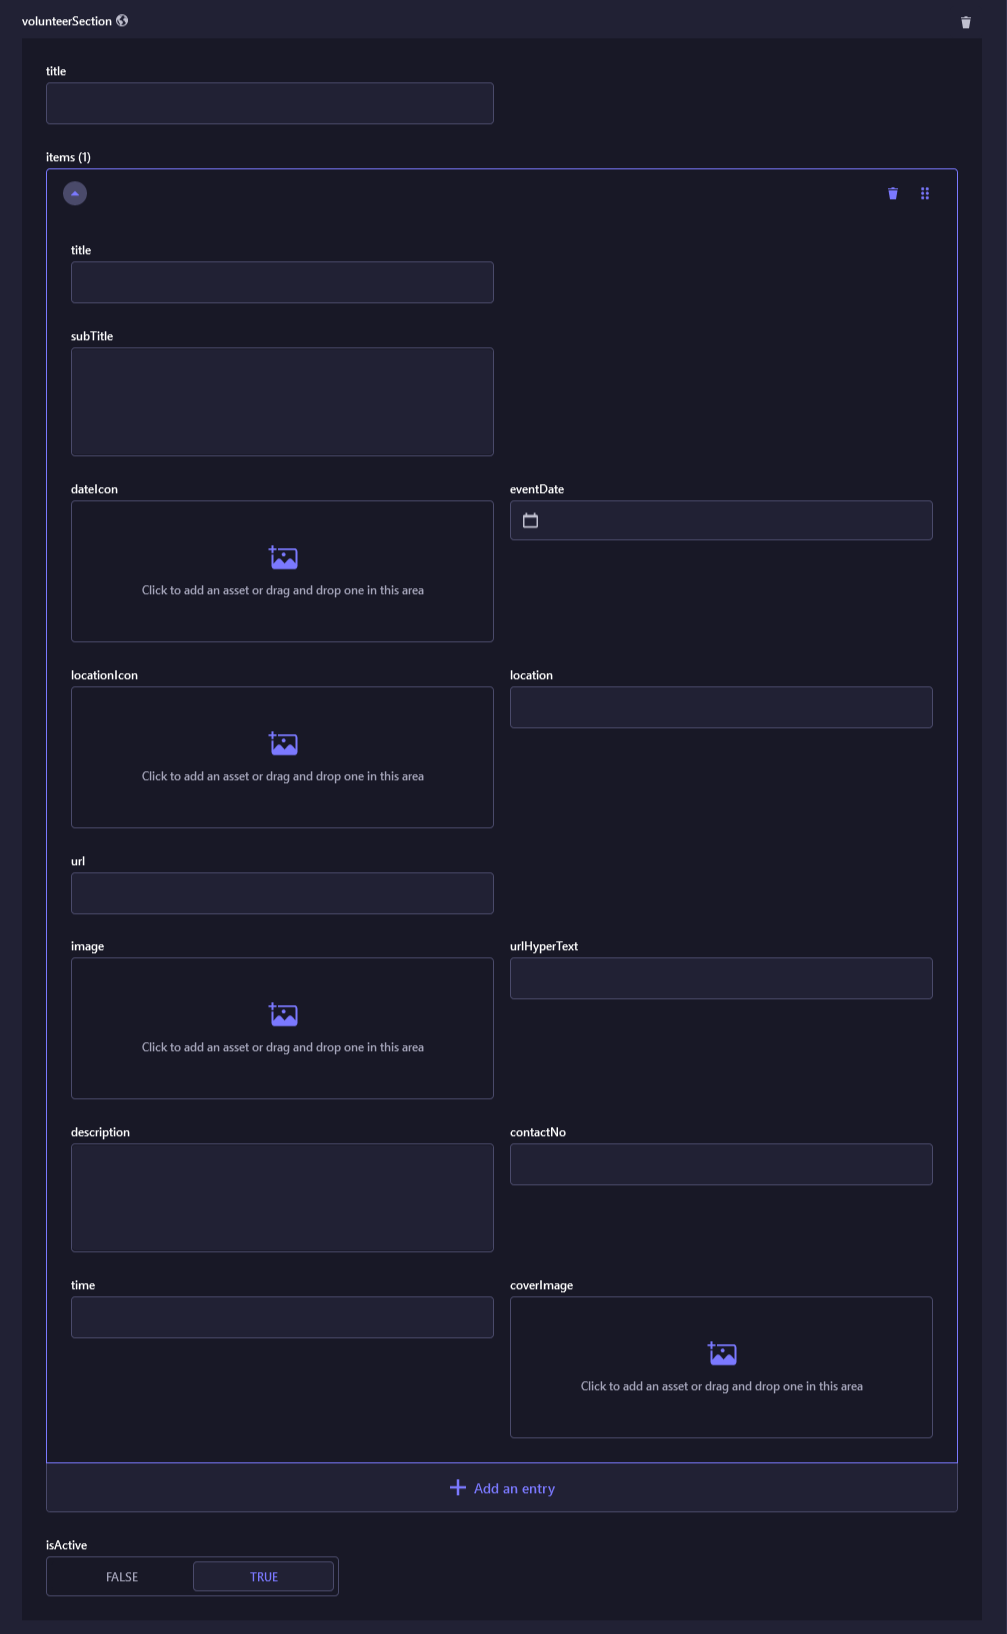 volunteerSection
title
items (1)
title
subTitle
dateIcon
eventDate
Click to add an asset or drag and drop one in this area
locationIcon
location
Click to add an asset or drag and drop one in this area
url
image
urlHyperText
Click to add an asset or drag and drop one in this area
description
contactNo
time
coverImage
Click to add an asset or drag and drop one in this area
Add an entry
isActive
FALSE TRUE